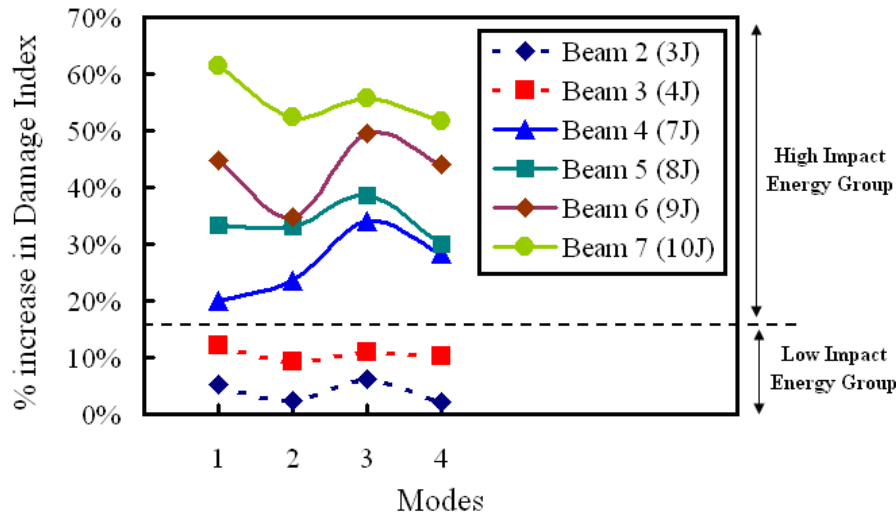 70%
60%
50%
40%
30%
20%
10%
0%
% increase in Damage Index
1 2 3 4
Modes
Beam 2 (3J)
Beam 3 (4J)
Beam 4 (7J)
Beam 5 (8J)
Beam 6 (9J)
Beam 7 (10J)
High Impact
Energy Group
Low Impact
Energy Group